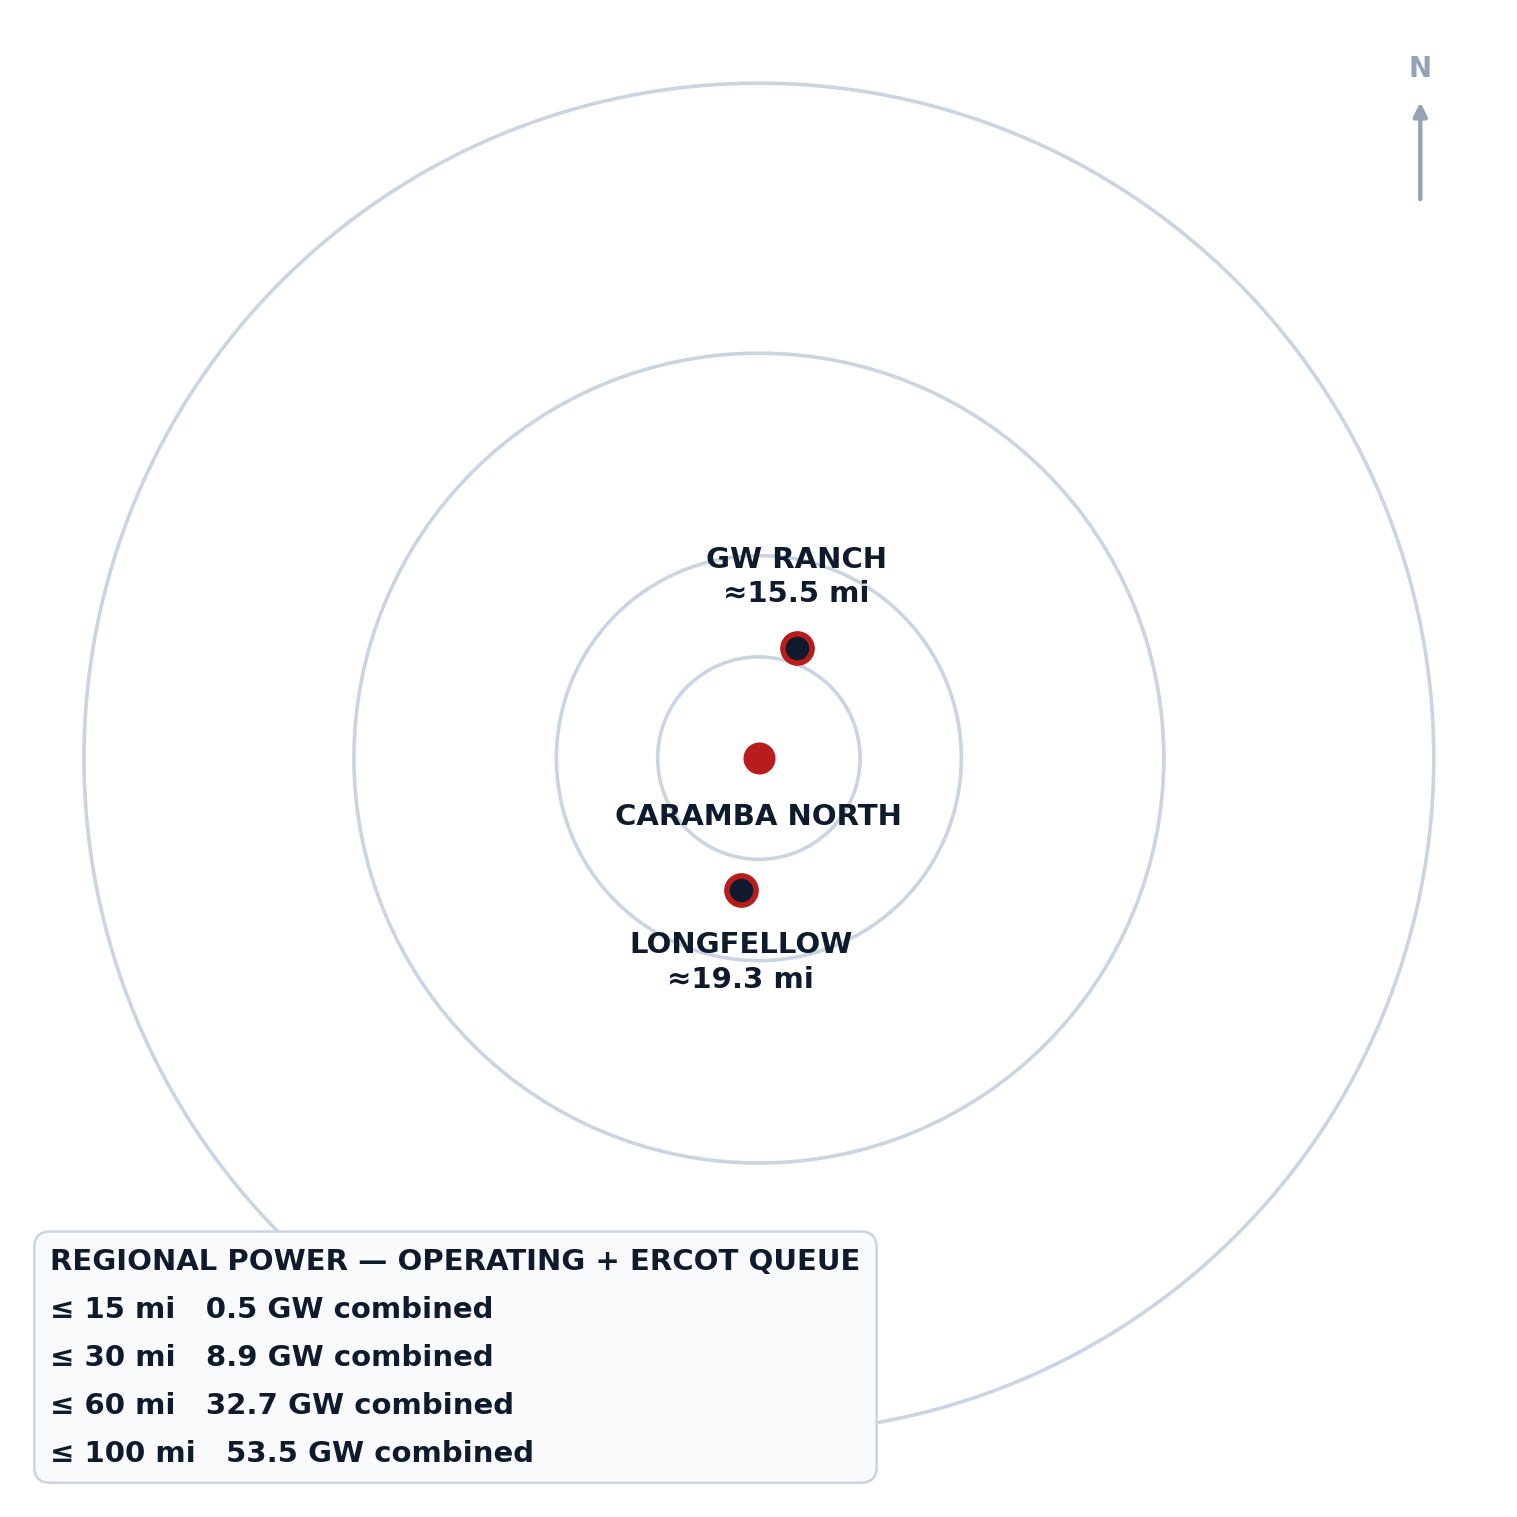 N
GW RANCH
≈15.5 mi
CARAMBA NORTH
LONGFELLOW
≈19.3 mi
REGIONAL POWER — OPERATING + ERCOT QUEUE
≤ 15 mi   0.5 GW combined
≤ 30 mi   8.9 GW combined
≤ 60 mi   32.7 GW combined
≤ 100 mi   53.5 GW combined